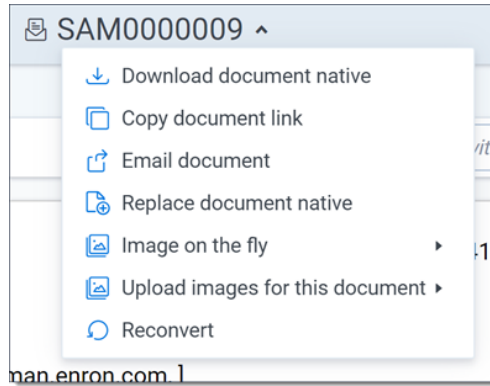 SAM0000009
Download document native
Copy document link
Email document
Replace document native
Image on the fly
Upload images for this document
Reconvert
man.enron.com, ]